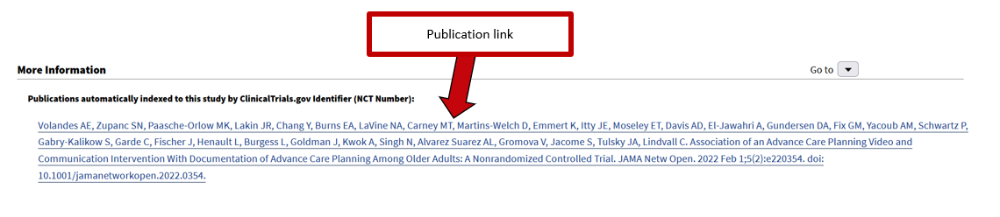 Publication link
More Information
Go to
Publications automatically indexed to this study by ClinicalTrials.gov Identifier (NCT Number):
Volandes AE, Zupanc SN, Paasche-Orlow MK, Lakin JR, Chang Y, Burns EA, LaVine NA, Carney MT, Martins-Welch D, Emmert K, Itty JE, Moseley ET, Davis AD, El-Jawahri A, Gundersen DA, Fix GM, Yacoub AM, Schwartz P,
Gabry-Kalikow S, Garde C, Fischer J, Henault L, Burgess L, Goldman J, Kwok A, Singh N, Alvarez Suarez AL, Gromova V, Jacome S, Tulsky JA, Lindvall C. Association of an Advance Care Planning Video and
Communication Intervention With Documentation of Advance Care Planning Among Older Adults: A Nonrandomized Controlled Trial. JAMA Netw Open. 2022 Feb 1;5(2):e220354. doi:
10.1001/jamanetworkopen.2022.0354.